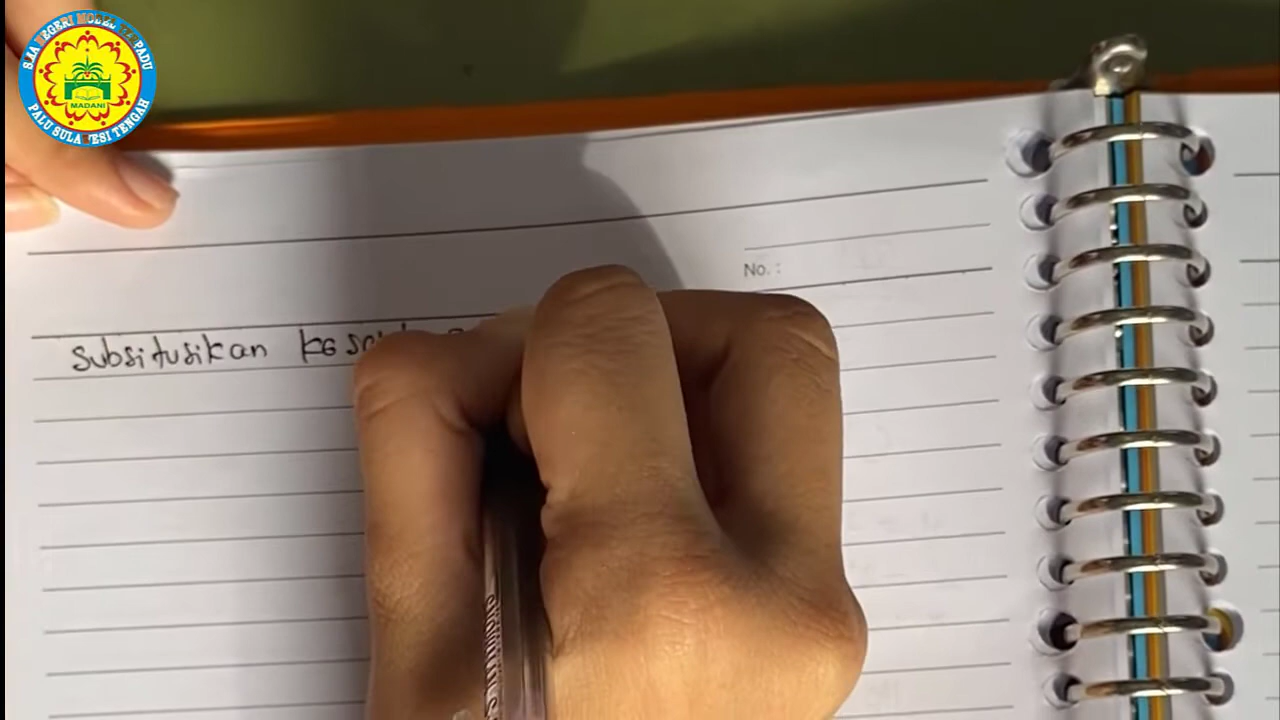 SMA NEGERI MODEL TERPADU
MADANI
PALU SULAWESI TENGAH
No. :
Subsitusikan ke